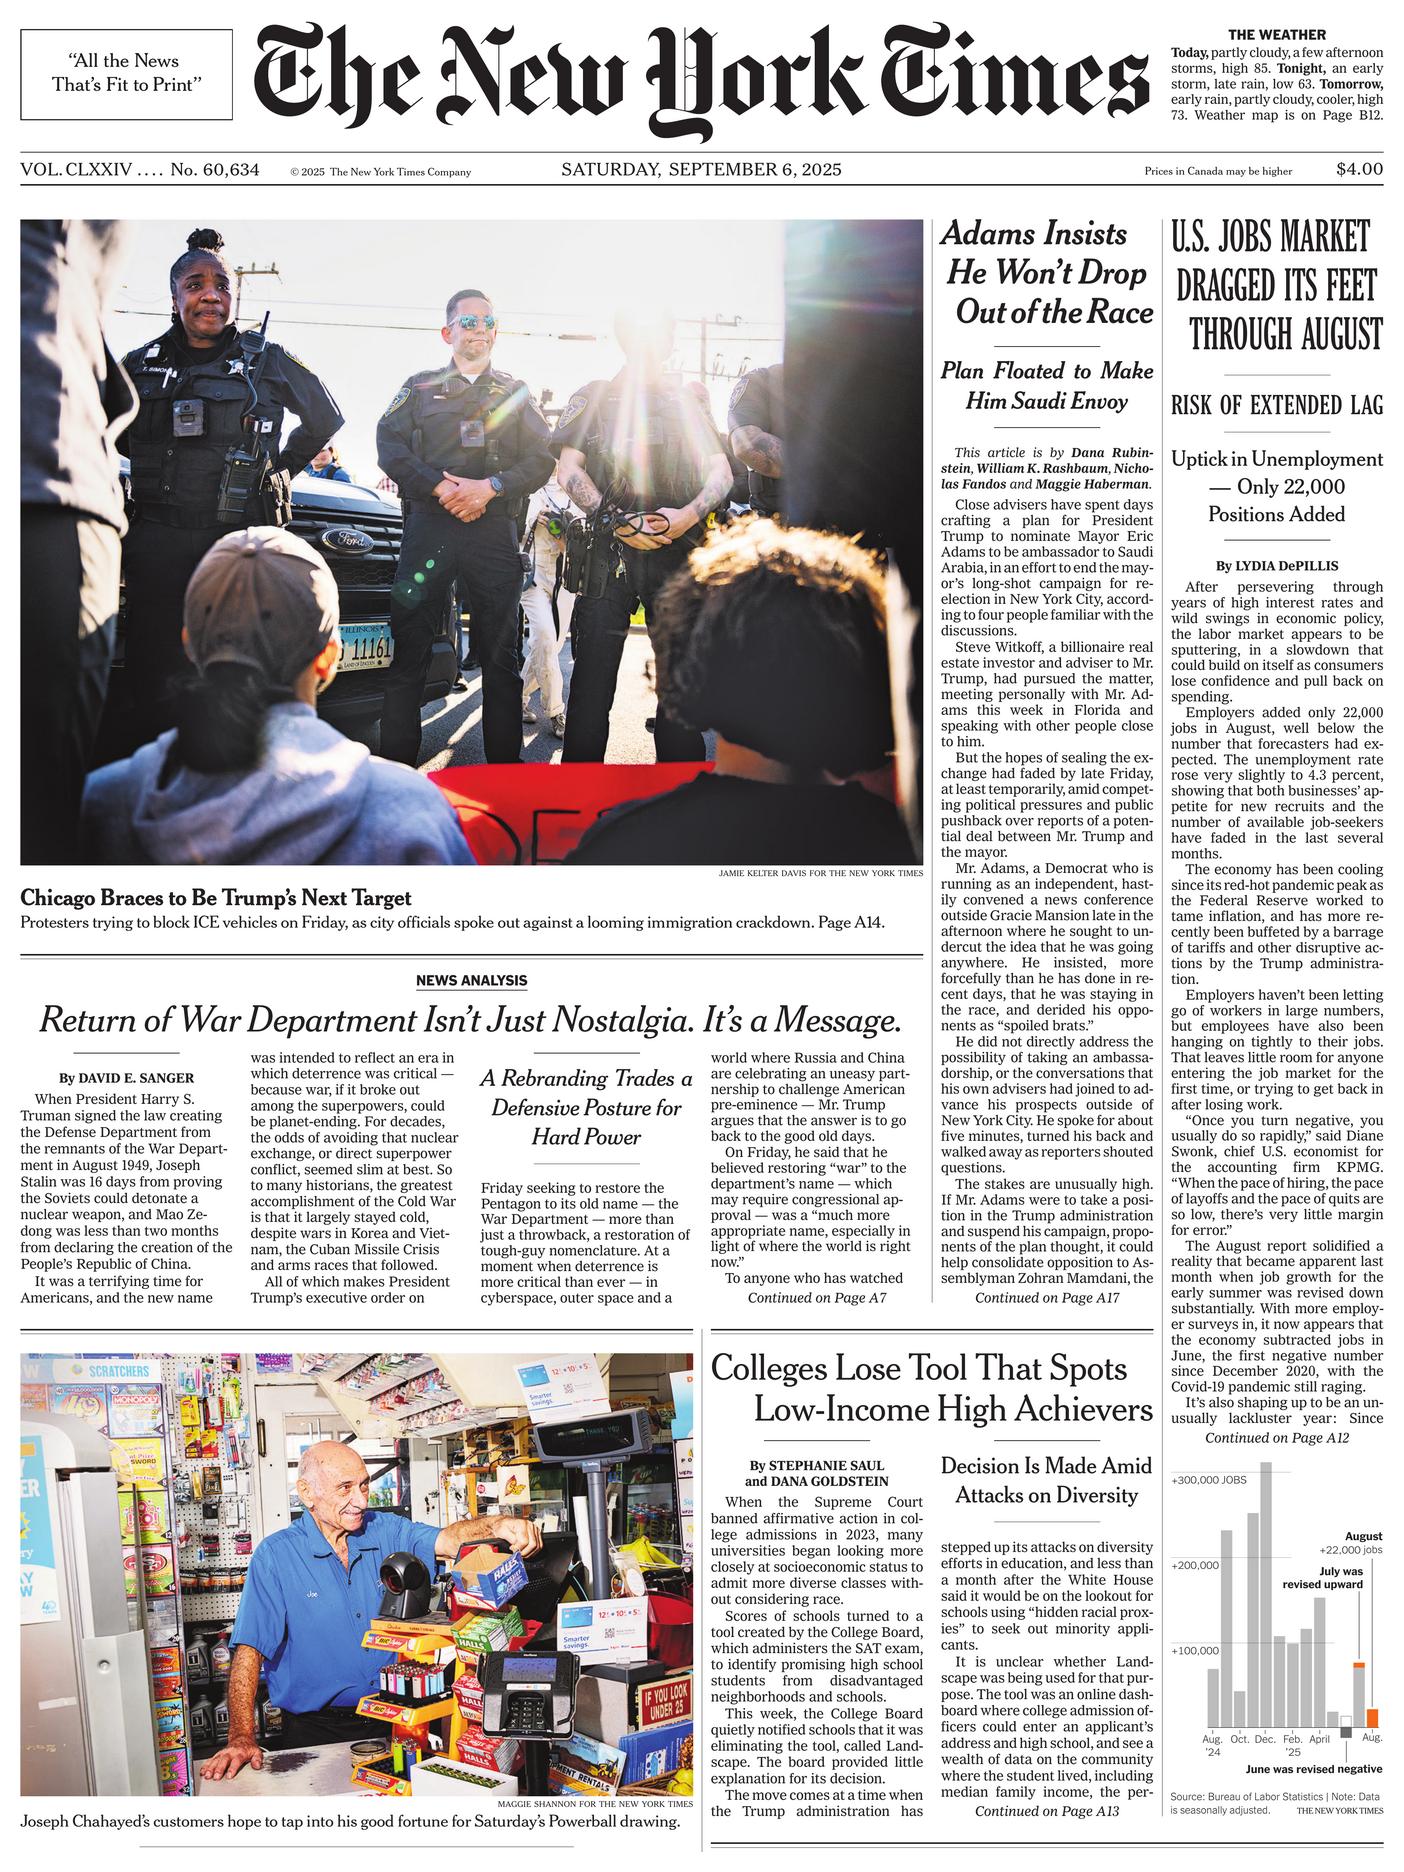 “All the News
That’s Fit to Print”
The New York Times
THE WEATHER
Today, partly cloudy, a few afternoon
storms, high 85. Tonight, an early
storm, late rain, low 63. Tomorrow,
early rain, partly cloudy, cooler, high
73. Weather map is on Page B12.
VOL. CLXXIV .... No. 60,634
© 2025 The New York Times Company
SATURDAY, SEPTEMBER 6, 2025
Prices in Canada may be higher
$4.00
T. SIMON
Ford
ILLINOIS
11161
LAND OF LINCOLN
JAMIE KELTER DAVIS FOR THE NEW YORK TIMES
Chicago Braces to Be Trump’s Next Target
Protesters trying to block ICE vehicles on Friday, as city officials spoke out against a looming immigration crackdown. Page A14.
Adams Insists
He Won’t Drop
Out of the Race
Plan Floated to Make
Him Saudi Envoy
This article is by Dana Rubin-
stein, William K. Rashbaum, Nicho-
las Fandos and Maggie Haberman.
Close advisers have spent days
crafting a plan for President
Trump to nominate Mayor Eric
Adams to be ambassador to Saudi
Arabia, in an effort to end the may-
or’s long-shot campaign for re-
election in New York City, accord-
ing to four people familiar with the
discussions.
Steve Witkoff, a billionaire real
estate investor and adviser to Mr.
Trump, had pursued the matter,
meeting personally with Mr. Ad-
ams this week in Florida and
speaking with other people close
to him.
But the hopes of sealing the ex-
change had faded by late Friday,
at least temporarily, amid compet-
ing political pressures and public
pushback over reports of a poten-
tial deal between Mr. Trump and
the mayor.
Mr. Adams, a Democrat who is
running as an independent, hast-
ily convened a news conference
outside Gracie Mansion late in the
afternoon where he sought to un-
dercut the idea that he was going
anywhere. He insisted, more
forcefully than he has done in re-
cent days, that he was staying in
the race, and derided his oppo-
nents as “spoiled brats.”
He did not directly address the
possibility of taking an ambassa-
dorship, or the conversations that
his own advisers had joined to ad-
vance his prospects outside of
New York City. He spoke for about
five minutes, turned his back and
walked away as reporters shouted
questions.
The stakes are unusually high.
If Mr. Adams were to take a posi-
tion in the Trump administration
and suspend his campaign, propo-
nents of the plan thought, it could
help consolidate opposition to As-
semblyman Zohran Mamdani, the
Continued on Page A17
U.S. JOBS MARKET
DRAGGED ITS FEET
THROUGH AUGUST
RISK OF EXTENDED LAG
Uptick in Unemployment
— Only 22,000
Positions Added
By LYDIA DePILLIS
After persevering through
years of high interest rates and
wild swings in economic policy,
the labor market appears to be
sputtering, in a slowdown that
could build on itself as consumers
lose confidence and pull back on
spending.
Employers added only 22,000
jobs in August, well below the
number that forecasters had ex-
pected. The unemployment rate
rose very slightly to 4.3 percent,
showing that both businesses’ ap-
petite for new recruits and the
number of available job-seekers
have faded in the last several
months.
The economy has been cooling
since its red-hot pandemic peak as
the Federal Reserve worked to
tame inflation, and has more re-
cently been buffeted by a barrage
of tariffs and other disruptive ac-
tions by the Trump administra-
tion.
Employers haven’t been letting
go of workers in large numbers,
but employees have also been
hanging on tightly to their jobs.
That leaves little room for anyone
entering the job market for the
first time, or trying to get back in
after losing work.
“Once you turn negative, you
usually do so rapidly,” said Diane
Swonk, chief U.S. economist for
the accounting firm KPMG.
“When the pace of hiring, the pace
of layoffs and the pace of quits are
so low, there’s very little margin
for error.”
The August report solidified a
reality that became apparent last
month when job growth for the
early summer was revised down
substantially. With more employ-
er surveys in, it now appears that
the economy subtracted jobs in
June, the first negative number
since December 2020, with the
Covid-19 pandemic still raging.
It’s also shaping up to be an un-
usually lackluster year: Since
Continued on Page A12
+300,000 JOBS
+200,000
+100,000
August
+22,000 jobs
July was
revised upward
Aug. Oct. Dec. Feb. April Aug.
’24 ’25
June was revised negative
Source: Bureau of Labor Statistics | Note: Data
is seasonally adjusted.
THE NEW YORK TIMES
NEWS ANALYSIS
Return of War Department Isn’t Just Nostalgia. It’s a Message.
By DAVID E. SANGER
When President Harry S.
Truman signed the law creating
the Defense Department from
the remnants of the War Depart-
ment in August 1949, Joseph
Stalin was 16 days from proving
the Soviets could detonate a
nuclear weapon, and Mao Ze-
dong was less than two months
from declaring the creation of the
People’s Republic of China.
It was a terrifying time for
Americans, and the new name
was intended to reflect an era in
which deterrence was critical —
because war, if it broke out
among the superpowers, could
be planet-ending. For decades,
the odds of avoiding that nuclear
exchange, or direct superpower
conflict, seemed slim at best. So
to many historians, the greatest
accomplishment of the Cold War
is that it largely stayed cold,
despite wars in Korea and Viet-
nam, the Cuban Missile Crisis
and arms races that followed.
All of which makes President
Trump’s executive order on
A Rebranding Trades a
Defensive Posture for
Hard Power
Friday seeking to restore the
Pentagon to its old name — the
War Department — more than
just a throwback, a restoration of
tough-guy nomenclature. At a
moment when deterrence is
more critical than ever — in
cyberspace, outer space and a
world where Russia and China
are celebrating an uneasy part-
nership to challenge American
pre-eminence — Mr. Trump
argues that the answer is to go
back to the good old days.
On Friday, he said that he
believed restoring “war” to the
department’s name — which
may require congressional ap-
proval — was a “much more
appropriate name, especially in
light of where the world is right
now.”
To anyone who has watched
Continued on Page A7
SCRATCHERS
MONOPOLY
THANK YOU
Smarter
savings
Joe
HALLS
Smarter
savings
IF YOU LOOK
UNDER 25
MAGGIE SHANNON FOR THE NEW YORK TIMES
Joseph Chahayed’s customers hope to tap into his good fortune for Saturday’s Powerball drawing.
Colleges Lose Tool That Spots
Low-Income High Achievers
By STEPHANIE SAUL
and DANA GOLDSTEIN
When the Supreme Court
banned affirmative action in col-
lege admissions in 2023, many
universities began looking more
closely at socioeconomic status to
admit more diverse classes with-
out considering race.
Scores of schools turned to a
tool created by the College Board,
which administers the SAT exam,
to identify promising high school
students from disadvantaged
neighborhoods and schools.
This week, the College Board
quietly notified schools that it was
eliminating the tool, called Land-
scape. The board provided little
explanation for its decision.
The move comes at a time when
the Trump administration has
Decision Is Made Amid
Attacks on Diversity
stepped up its attacks on diversity
efforts in education, and less than
a month after the White House
said it would be on the lookout for
schools using “hidden racial prox-
ies” to seek out minority appli-
cants.
It is unclear whether Land-
scape was being used for that pur-
pose. The tool was an online dash-
board where college admission of-
ficers could enter an applicant’s
address and high school, and see a
wealth of data on the community
where the student lived, including
median family income, the per-
Continued on Page A13